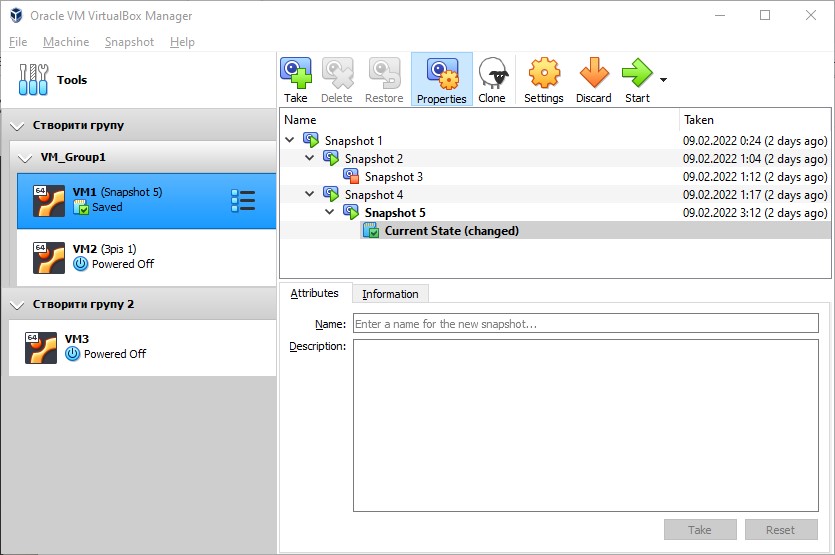 Oracle VM VirtualBox Manager
File Machine Snapshot Help
Tools
Створити групу
VM_Group1
64
VM1 (Snapshot 5)
Saved
64
VM2 (Зріз 1)
Powered Off
Створити групу 2
64
VM3
Powered Off
Take Delete Restore Properties Clone Settings Discard Start
Name Taken
Snapshot 1 09.02.2022 0:24 (2 days ago)
Snapshot 2 09.02.2022 1:04 (2 days ago)
Snapshot 3 09.02.2022 1:12 (2 days ago)
Snapshot 4 09.02.2022 1:17 (2 days ago)
Snapshot 5 09.02.2022 3:12 (2 days ago)
Current State (changed)
Attributes Information
Name: Enter a name for the new snapshot...
Description:
Take Reset